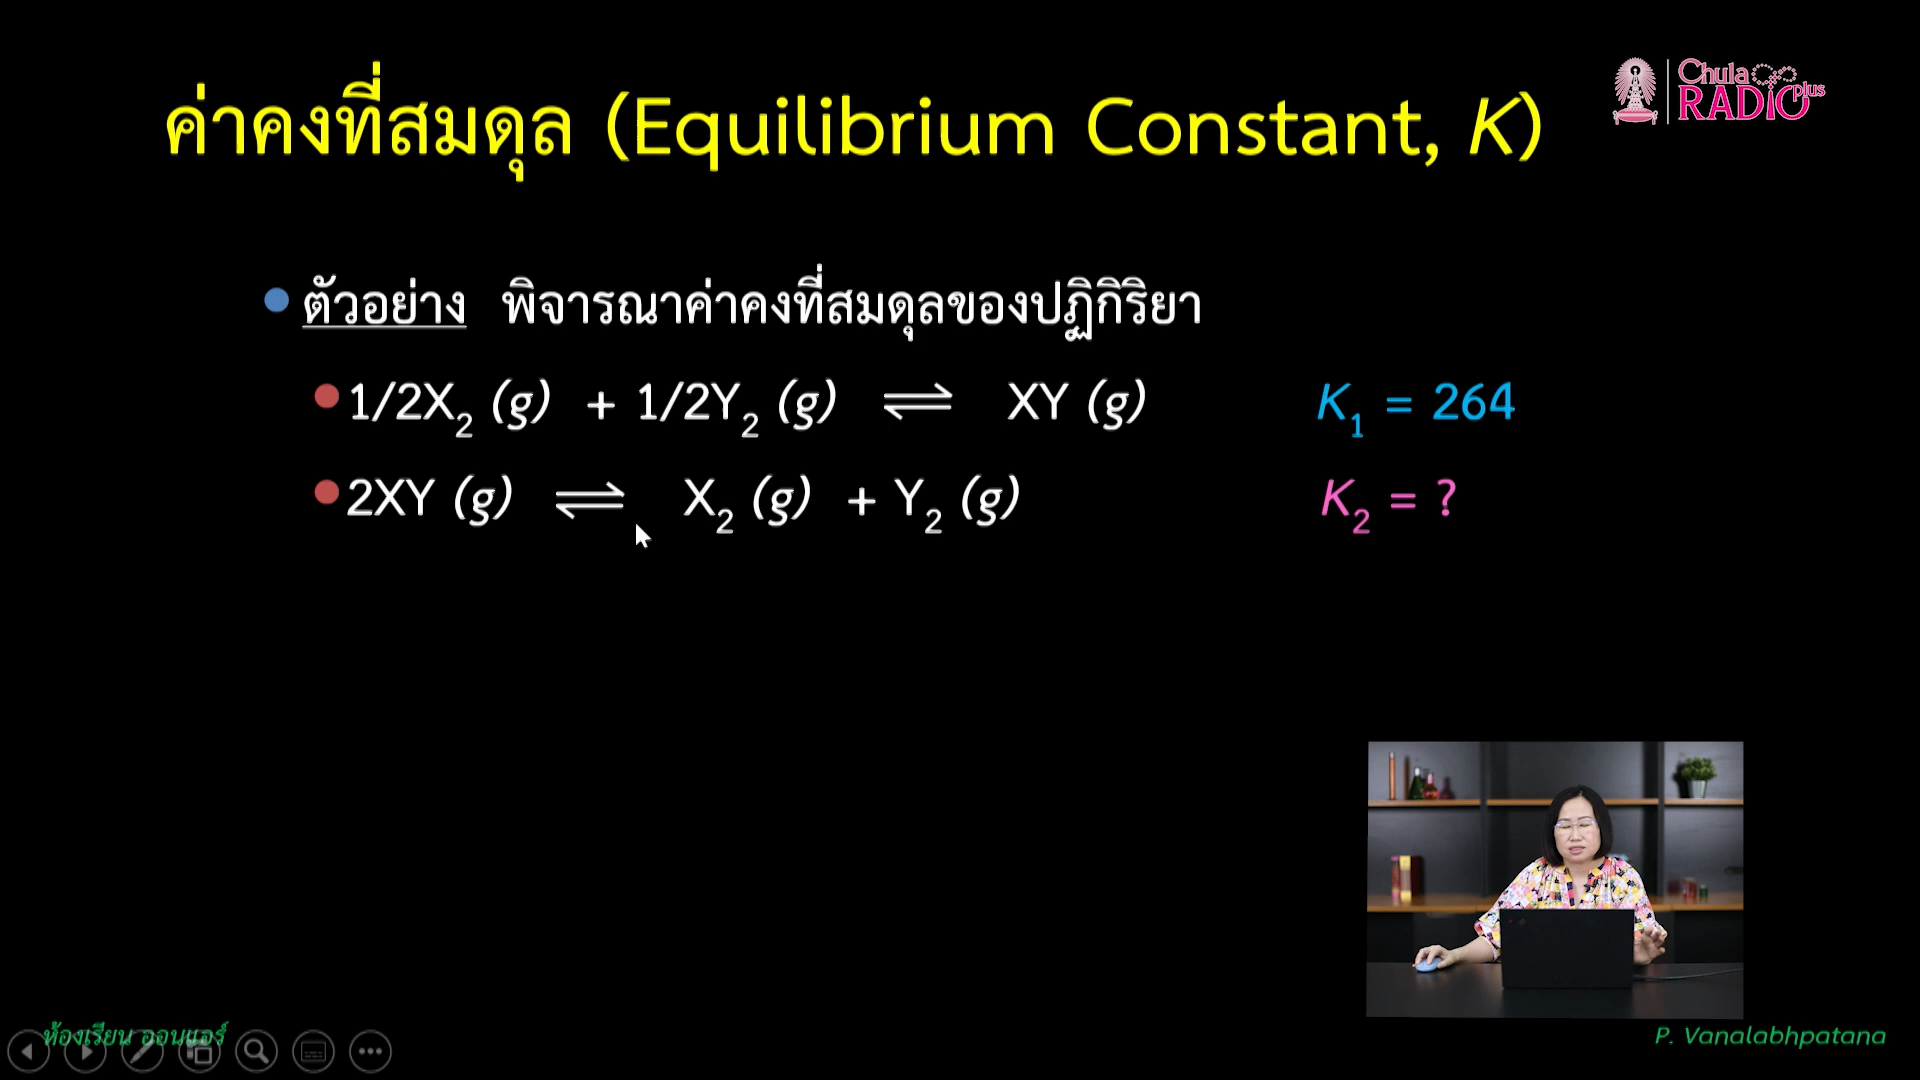 ค่าคงที่สมดุล (Equilibrium Constant, K)
Chula
RADIO plus
ตัวอย่าง พิจารณาค่าคงที่สมดุลของปฏิกิริยา
1/2X₂ (g) + 1/2Y₂ (g) ⇌ XY (g) K₁ = 264
2XY (g) ⇌ X₂ (g) + Y₂ (g) K₂ = ?
ห้องเรียน ออนแอร์
P. Vanalabhpatana